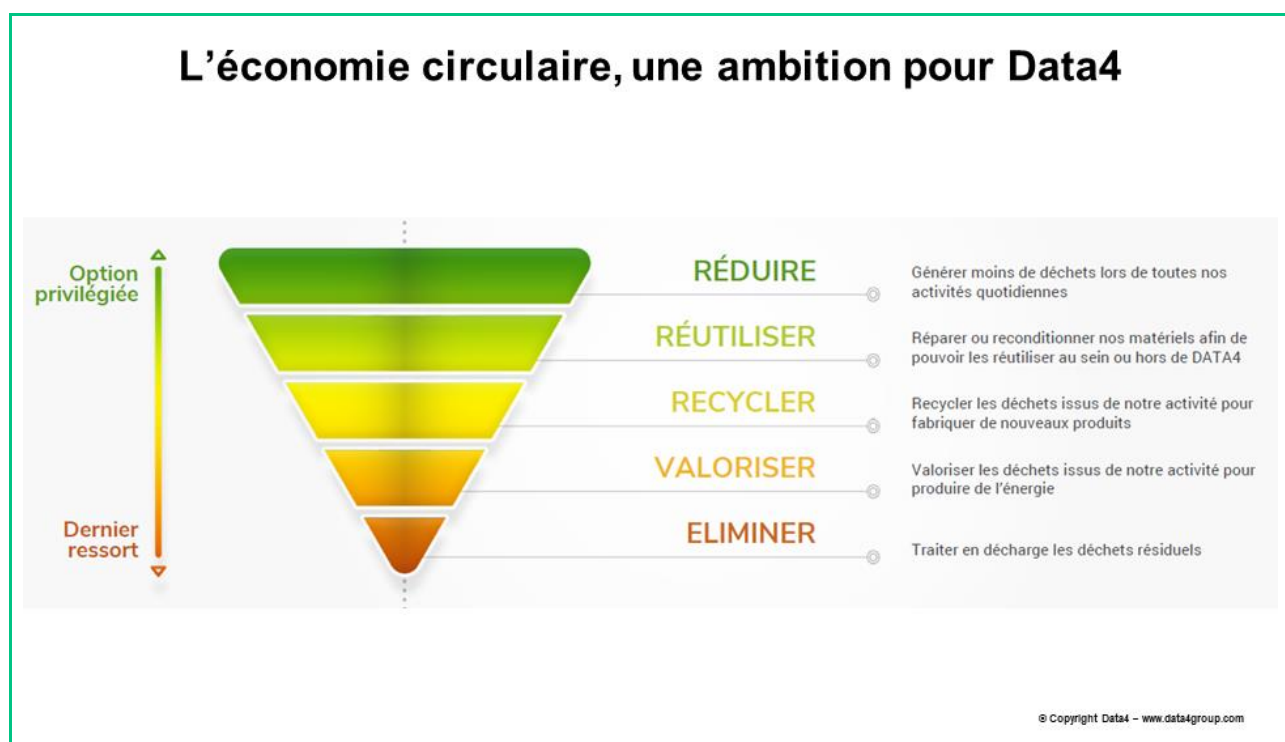 L'économie circulaire, une ambition pour Data4
Option
privilégiée
Dernier
ressort
RÉDUIRE
Générer moins de déchets lors de toutes nos
activités quotidiennes
RÉUTILISER
Réparer ou reconditionner nos matériels afin de
pouvoir les réutiliser au sein ou hors de DATA4
RECYCLER
Recycler les déchets issus de notre activité pour
fabriquer de nouveaux produits
VALORISER
Valoriser les déchets issus de notre activité pour
produire de l'énergie
ELIMINER
Traiter en décharge les déchets résiduels
© Copyright Data4 – www.data4group.com